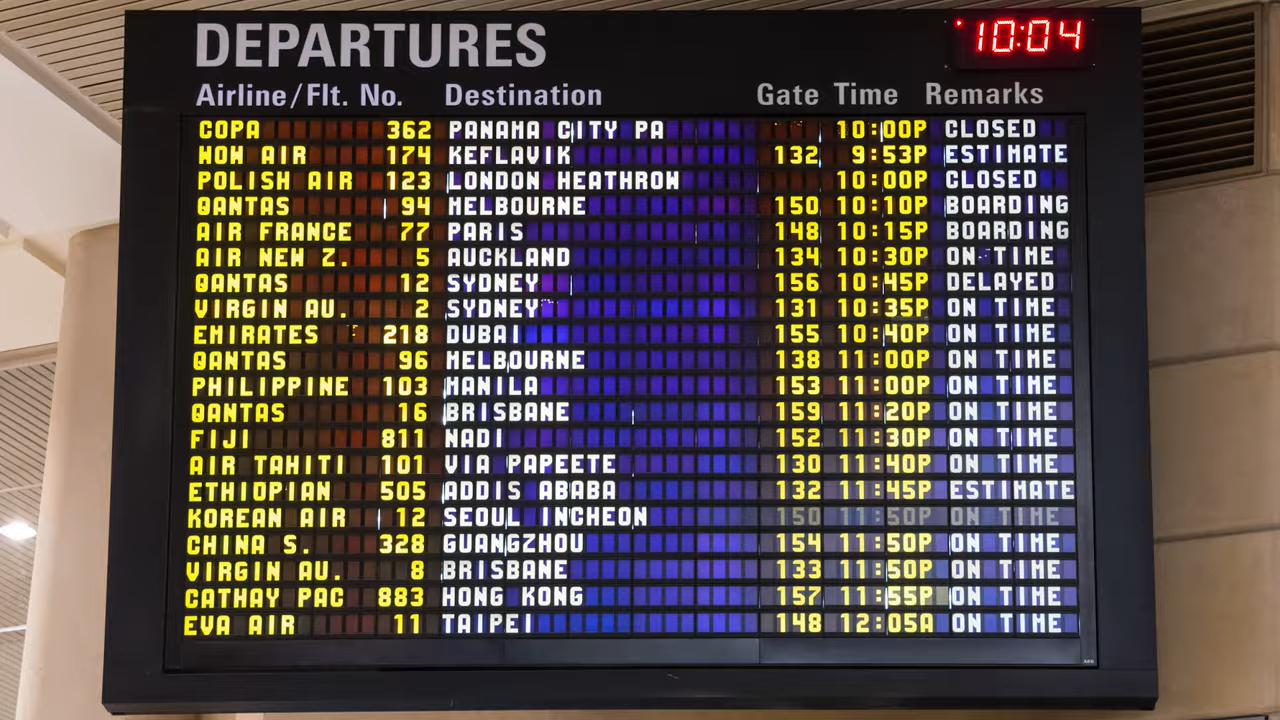 DEPARTURES 10:04
Airline/Flt. No. Destination Gate Time Remarks
COPA 362 PANAMA CITY PA 10:00P CLOSED
WOW AIR 174 KEFLAVIK 132 9:53P ESTIMATE
POLISH AIR 123 LONDON HEATHROW 10:00P CLOSED
QANTAS 94 MELBOURNE 150 10:10P BOARDING
AIR FRANCE 77 PARIS 148 10:15P BOARDING
AIR NEW Z. 5 AUCKLAND 134 10:30P ON TIME
QANTAS 12 SYDNEY 156 10:45P DELAYED
VIRGIN AU. 2 SYDNEY 131 10:35P ON TIME
EMIRATES 218 DUBAI 155 10:40P ON TIME
QANTAS 96 MELBOURNE 138 11:00P ON TIME
PHILIPPINE 103 MANILA 153 11:00P ON TIME
QANTAS 16 BRISBANE 159 11:20P ON TIME
FIJI 811 NADI 152 11:30P ON TIME
AIR TAHITI 101 VIA PAPEETE 130 11:40P ON TIME
ETHIOPIAN 505 ADDIS ABABA 132 11:45P ESTIMATE
KOREAN AIR 12 SEOUL INCHEON 150 11:50P ON TIME
CHINA S. 328 GUANGZHOU 154 11:50P ON TIME
VIRGIN AU. 8 BRISBANE 133 11:50P ON TIME
CATHAY PAC 883 HONG KONG 157 11:55P ON TIME
EVA AIR 11 TAIPEI 148 12:05A ON TIME